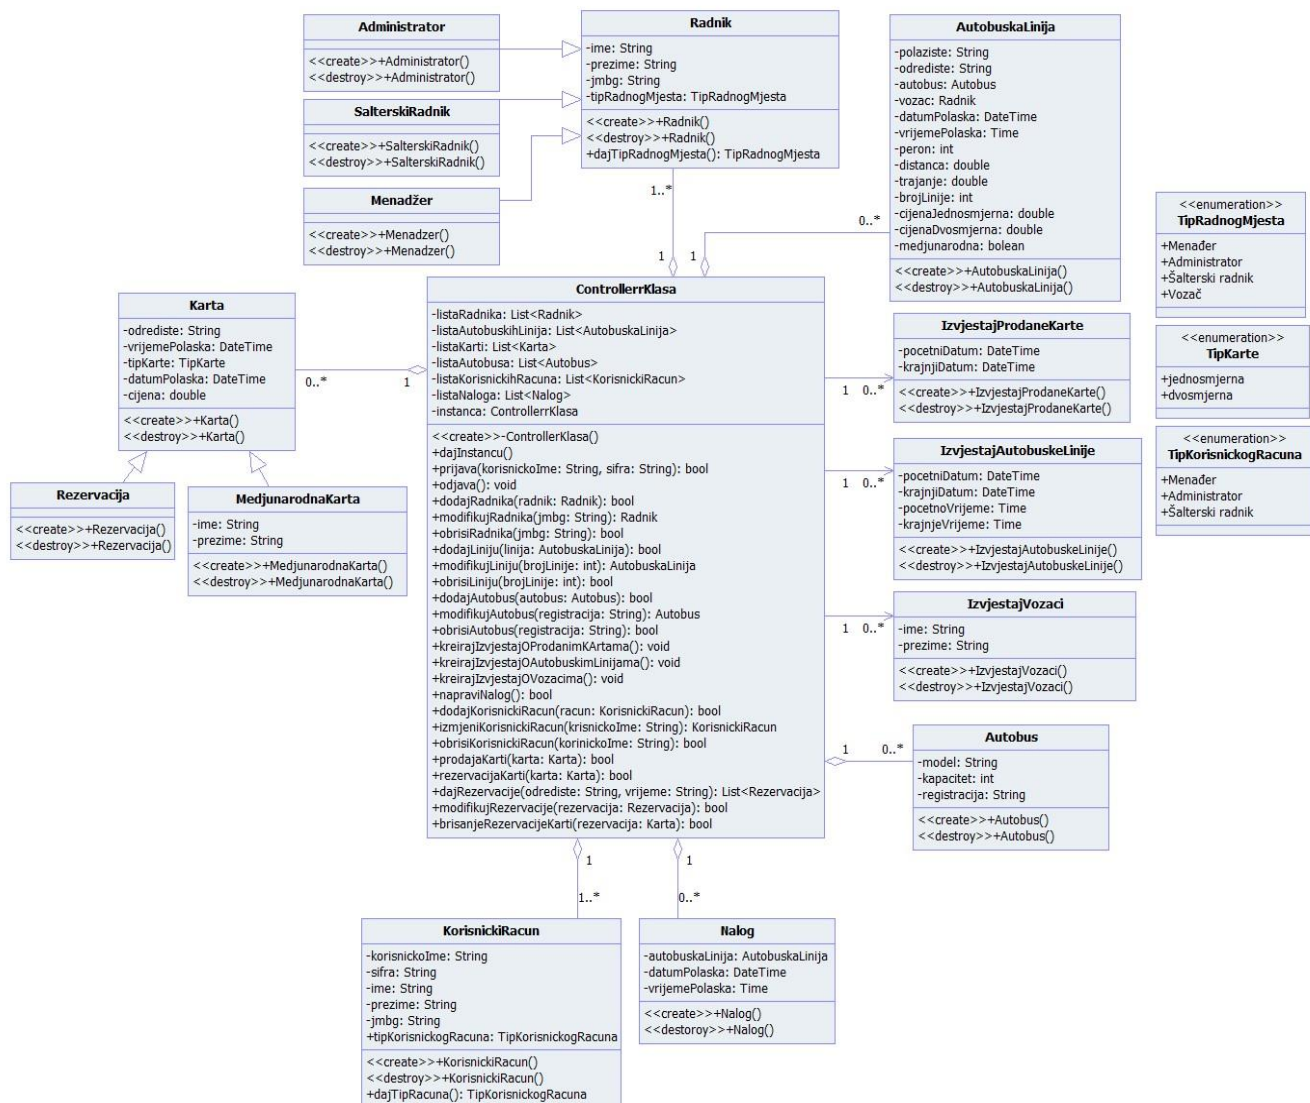 Administrator
<<create>>+Administrator()
<<destroy>>+Administrator()
SalterskiRadnik
<<create>>+SalterskiRadnik()
<<destroy>>+SalterskiRadnik()
Menadžer
<<create>>+Menadzer()
<<destroy>>+Menadzer()
Radnik
-ime: String
-prezime: String
-jmbg: String
-tipRadnogMjesta: TipRadnogMjesta
<<create>>+Radnik()
<<destroy>>+Radnik()
+dajTipRadnogMjesta(): TipRadnogMjesta
1..*
1
AutobuskaLinija
-polaziste: String
-odrediste: String
-autobus: Autobus
-vozac: Radnik
-datumPolaska: DateTime
-vrijemePolaska: Time
-peron: int
-distanca: double
-trajanje: double
-brojLinije: int
-cijenaJednosmjerna: double
-cijenaDvosmjerna: double
-medjunarodna: bolean
<<create>>+AutobuskaLinija()
<<destroy>>+AutobuskaLinija()
0..*
1
<<enumeration>>
TipRadnogMjesta
+Menađer
+Administrator
+Šalterski radnik
+Vozač
<<enumeration>>
TipKarte
+jednosmjerna
+dvosmjerna
<<enumeration>>
TipKorisnickogRacuna
+Menađer
+Administrator
+Šalterski radnik
Karta
-odrediste: String
-vrijemePolaska: DateTime
-tipKarte: TipKarte
-datumPolaska: DateTime
-cijena: double
<<create>>+Karta()
<<destroy>>+Karta()
0..*
1
Rezervacija
<<create>>+Rezervacija()
<<destroy>>+Rezervacija()
MedjunarodnaKarta
-ime: String
-prezime: String
<<create>>+MedjunarodnaKarta()
<<destroy>>+MedjunarodnaKarta()
ControllerrKlasa
-listaRadnika: List<Radnik>
-listaAutobuskihLinija: List<AutobuskaLinija>
-listaKarti: List<Karta>
-listaAutobusa: List<Autobus>
-listaKorisnickihRacuna: List<KorisnickiRacun>
-listaNaloga: List<Nalog>
-instanca: ControllerrKlasa
<<create>>-ControllerKlasa()
+dajInstancu()
+prijava(korisnickoIme: String, sifra: String): bool
+odjava(): void
+dodajRadnika(radnik: Radnik): bool
+modifikujRadnika(jmbg: String): Radnik
+obrisiRadnika(jmbg: String): bool
+dodajLiniju(linija: AutobuskaLinija): bool
+modifikujLiniju(brojLinije: int): AutobuskaLinija
+obrisiLiniju(brojLinije: int): bool
+dodajAutobus(autobus: Autobus): bool
+modifikujAutobus(registracija: String): Autobus
+obrisiAutobus(registracija: String): bool
+kreirajIzvjestajOProdanimKArtama(): void
+kreirajIzvjestajOAutobuskimLinijama(): void
+kreirajIzvjestajOVozacima(): void
+napraviNalog(): bool
+dodajKorisnickiRacun(racun: KorisnickiRacun): bool
+izmjeniKorisnickiRacun(krisnickoIme: String): KorisnickiRacun
+obrisiKorisnickiRacun(korinickoIme: String): bool
+prodajaKarti(karta: Karta): bool
+rezervacijaKarti(karta: Karta): bool
+dajRezervacije(odrediste: String, vrijeme: String): List<Rezervacija>
+modifikujRezervacije(rezervacija: Rezervacija): bool
+brisanjeRezervacijeKarti(rezervacija: Karta): bool
IzvjestajProdaneKarte
-pocetniDatum: DateTime
-krajnjiDatum: DateTime
<<create>>+IzvjestajProdaneKarte()
<<destroy>>+IzvjestajProdaneKarte()
1 0..*
IzvjestajAutobuskeLinije
-pocetniDatum: DateTime
-krajnjiDatum: DateTime
-pocetnoVrijeme: Time
-krajnjeVrijeme: Time
<<create>>+IzvjestajAutobuskeLinije()
<<destroy>>+IzvjestajAutobuskeLinije()
1 0..*
IzvjestajVozaci
-ime: String
-prezime: String
<<create>>+IzvjestajVozaci()
<<destroy>>+IzvjestajVozaci()
1 0..*
Autobus
-model: String
-kapacitet: int
-registracija: String
<<create>>+Autobus()
<<destroy>>+Autobus()
1 0..*
1
1..*
KorisnickiRacun
-korisnickoIme: String
-sifra: String
-ime: String
-prezime: String
-jmbg: String
+tipKorisnickogRacuna: TipKorisnickogRacuna
<<create>>+KorisnickiRacun()
<<destroy>>+KorisnickiRacun()
+dajTipRacuna(): TipKorisnickogRacuna
1
0..*
Nalog
-autobuskaLinija: AutobuskaLinija
-datumPolaska: DateTime
-vrijemePolaska: Time
<<create>>+Nalog()
<<destoroy>>+Nalog()